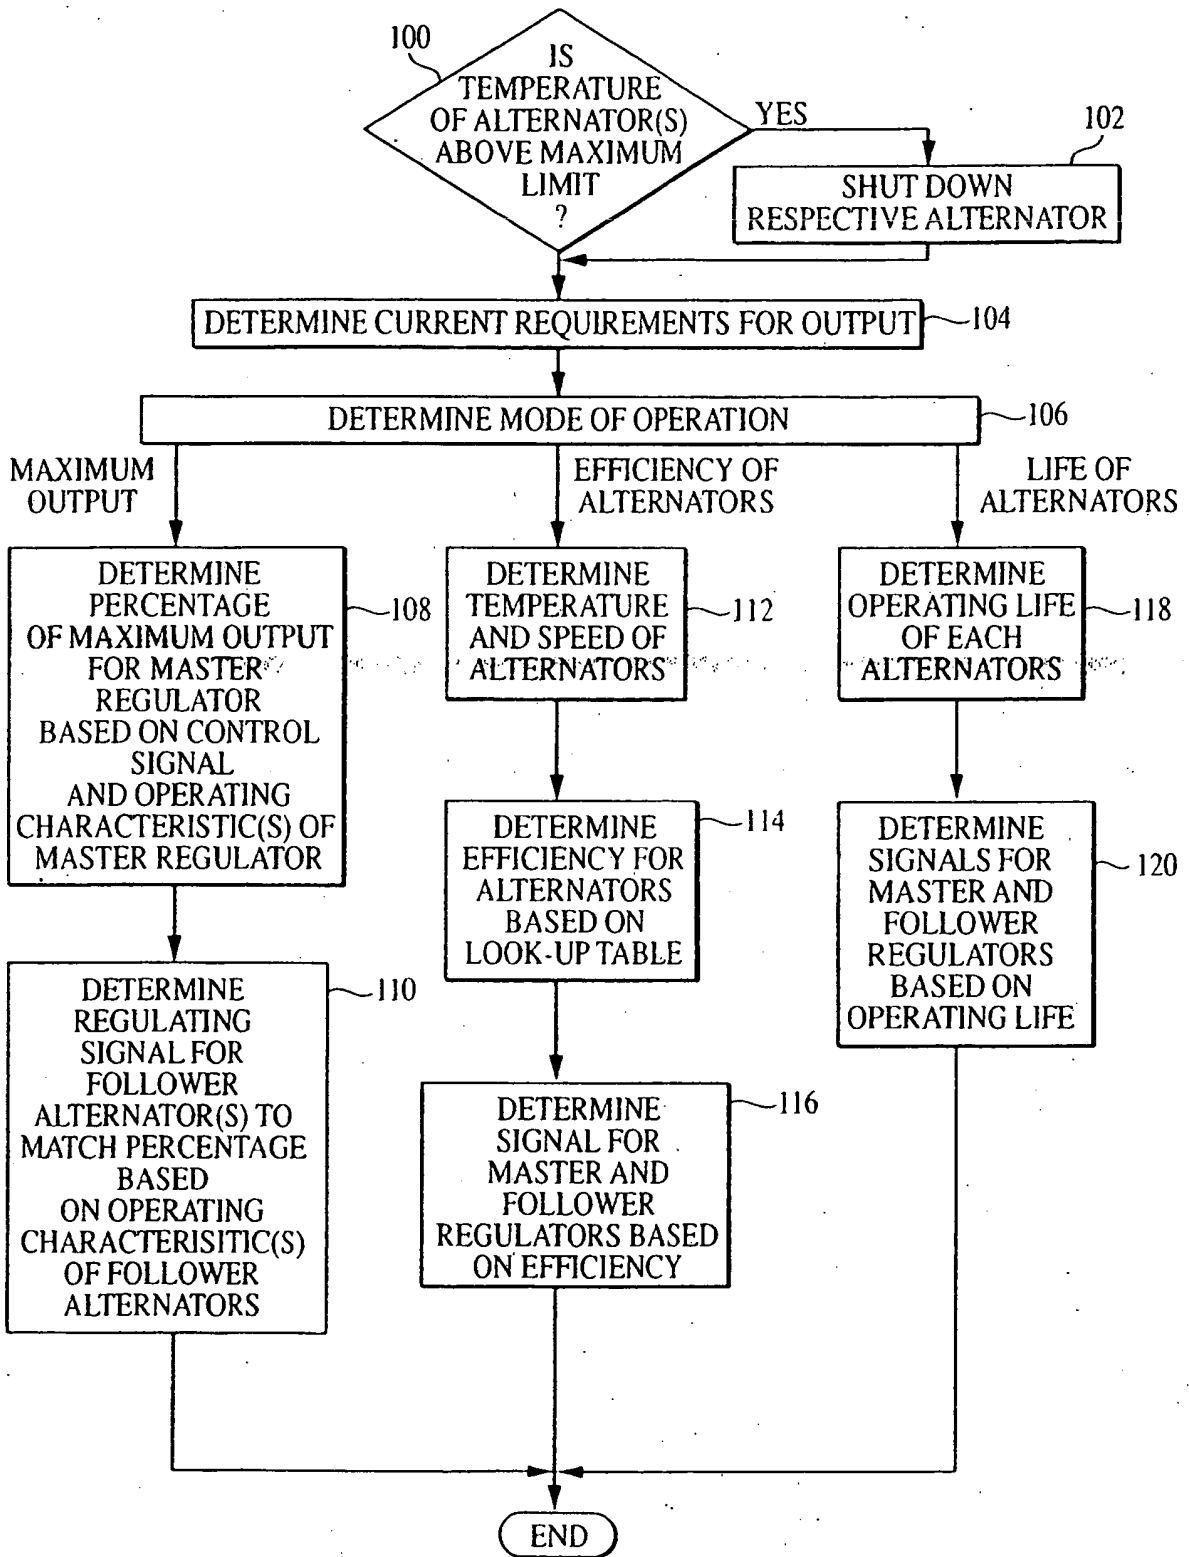 100
IS
TEMPERATURE
OF ALTERNATOR(S)
ABOVE MAXIMUM
LIMIT
?
YES
102
SHUT DOWN
RESPECTIVE ALTERNATOR
DETERMINE CURRENT REQUIREMENTS FOR OUTPUT
104
DETERMINE MODE OF OPERATION
106
MAXIMUM
OUTPUT
EFFICIENCY OF
ALTERNATORS
LIFE OF
ALTERNATORS
DETERMINE
PERCENTAGE
OF MAXIMUM OUTPUT
FOR MASTER
REGULATOR
BASED ON CONTROL
SIGNAL
AND OPERATING
CHARACTERISTIC(S) OF
MASTER REGULATOR
108
DETERMINE
REGULATING
SIGNAL FOR
FOLLOWER
ALTERNATOR(S) TO
MATCH PERCENTAGE
BASED
ON OPERATING
CHARACTERISITIC(S)
OF FOLLOWER
ALTERNATORS
110
DETERMINE
TEMPERATURE
AND SPEED OF
ALTERNATORS
112
DETERMINE
EFFICIENCY FOR
ALTERNATORS
BASED ON
LOOK-UP TABLE
114
DETERMINE
SIGNAL FOR
MASTER AND
FOLLOWER
REGULATORS BASED
ON EFFICIENCY
116
DETERMINE
OPERATING LIFE
OF EACH
ALTERNATORS
118
DETERMINE
SIGNALS FOR
MASTER AND
FOLLOWER
REGULATORS
BASED ON
OPERATING LIFE
120
END